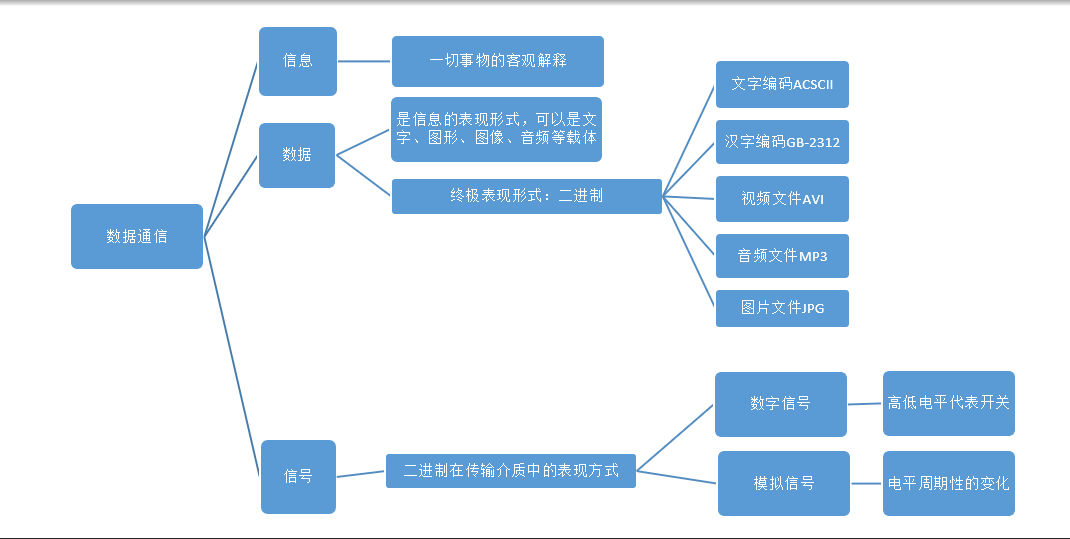 数据通信
信息
一切事物的客观解释
数据
是信息的表现形式，可以是文
字、图形、图像、音频等载体
终极表现形式：二进制
文字编码ACSCII
汉字编码GB-2312
视频文件AVI
音频文件MP3
图片文件JPG
信号
二进制在传输介质中的表现方式
数字信号
高低电平代表开关
模拟信号
电平周期性的变化